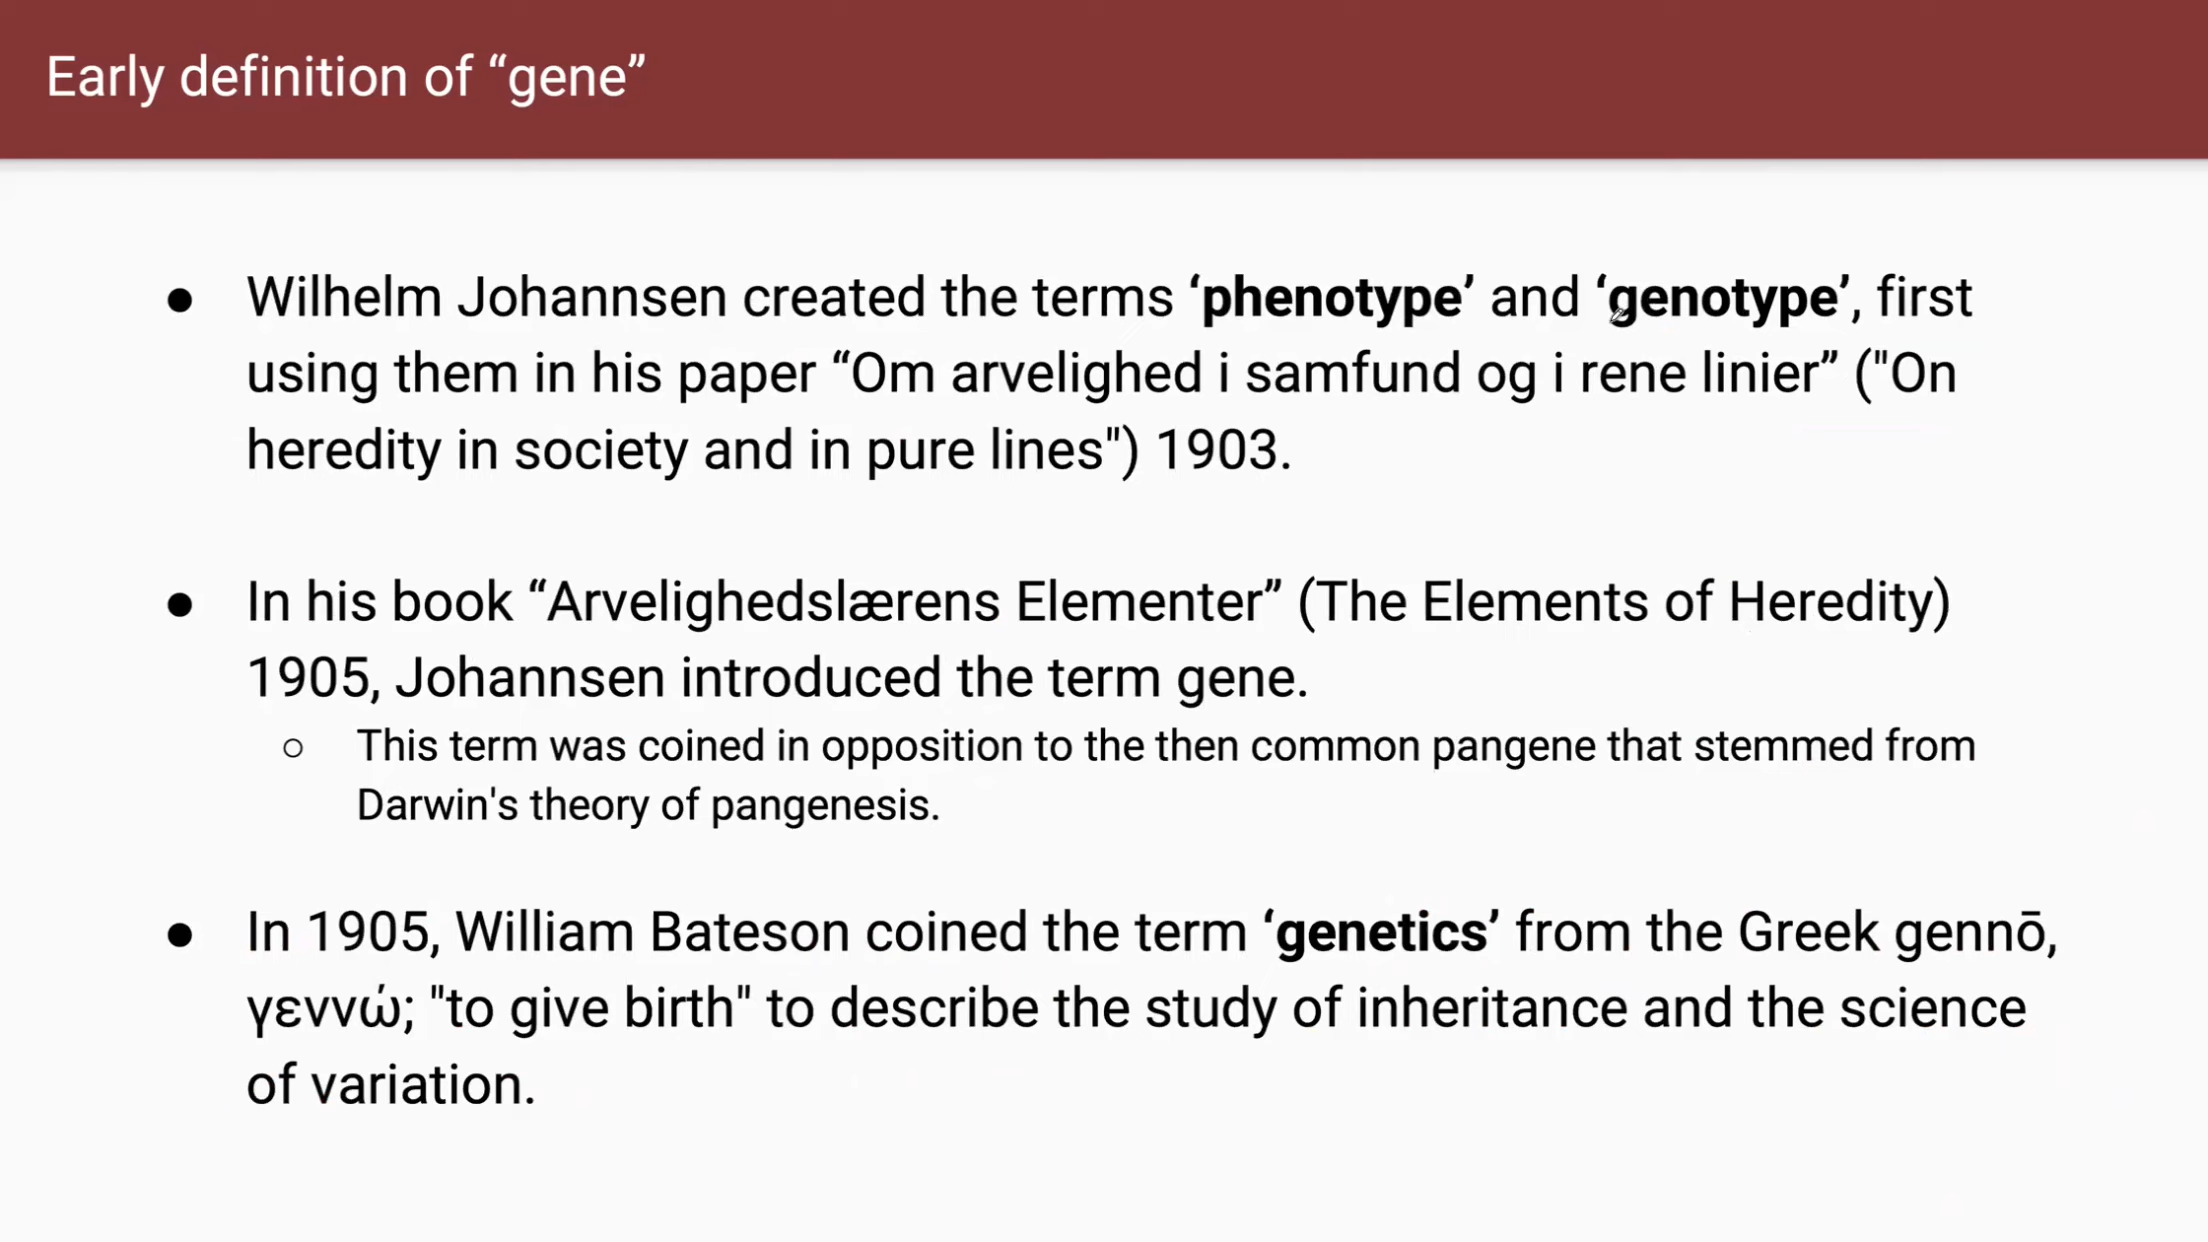 Early definition of “gene”
● Wilhelm Johannsen created the terms ‘phenotype’ and ‘genotype’, first
using them in his paper “Om arvelighed i samfund og i rene linier” ("On
heredity in society and in pure lines") 1903.
● In his book “Arvelighedslærens Elementer” (The Elements of Heredity)
1905, Johannsen introduced the term gene.
○ This term was coined in opposition to the then common pangene that stemmed from
Darwin's theory of pangenesis.
● In 1905, William Bateson coined the term ‘genetics’ from the Greek gennō,
γεννώ; "to give birth" to describe the study of inheritance and the science
of variation.